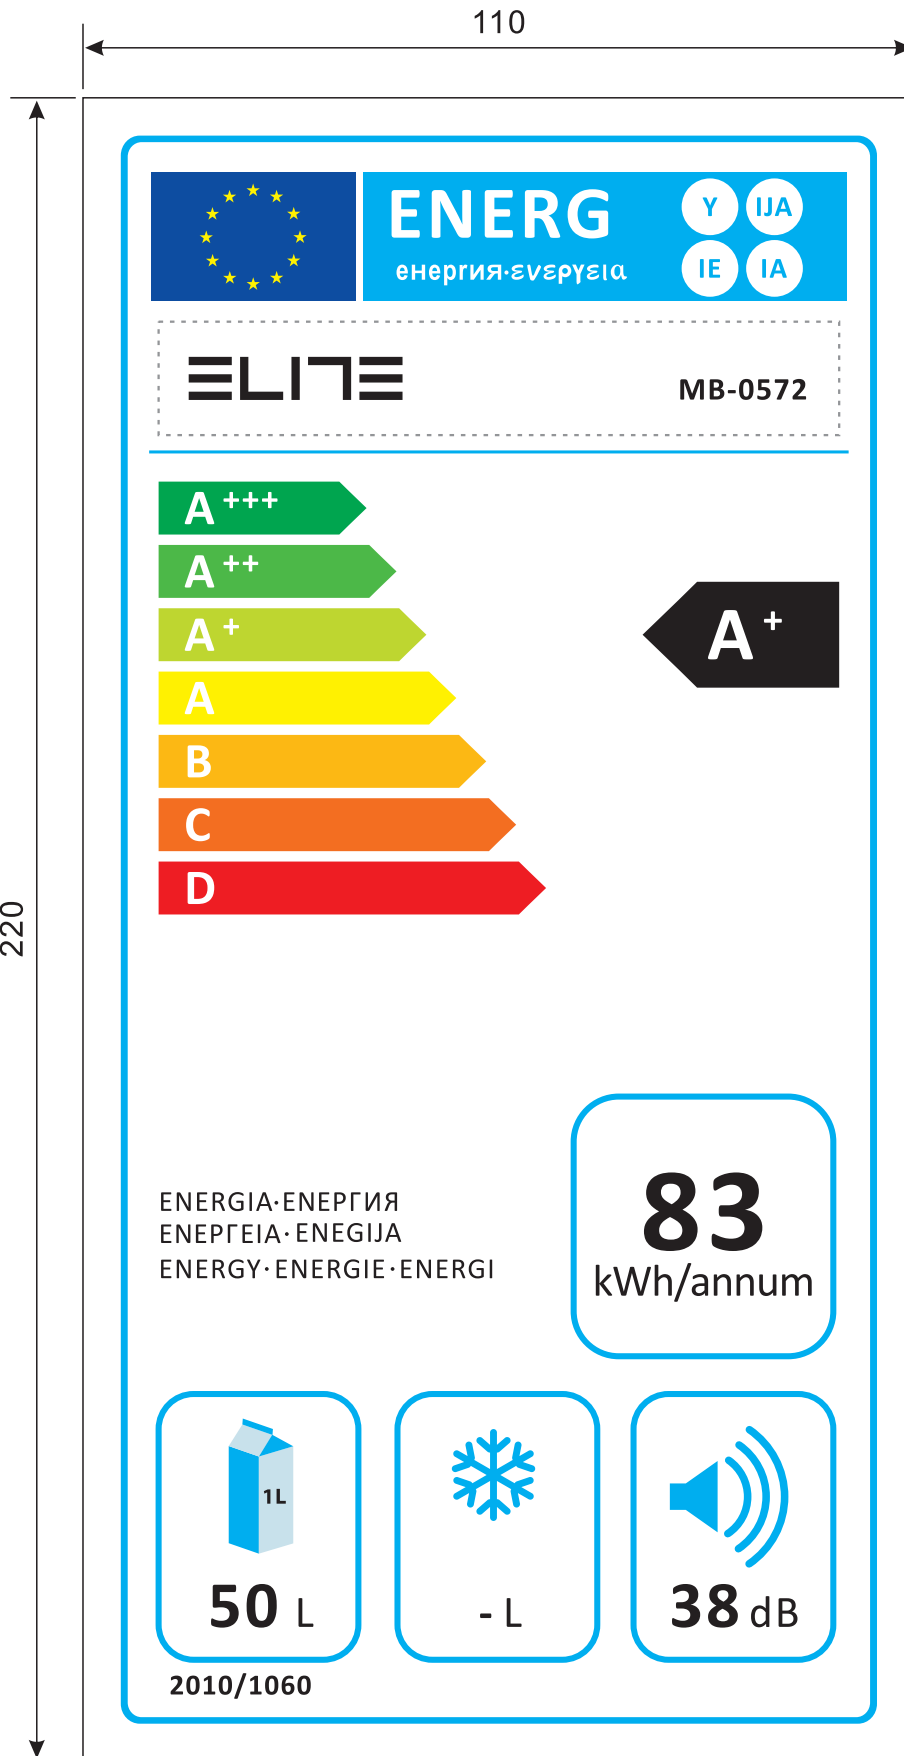 110
220
ENERG
енергия·ενεργεια
Y IJA
IE IA
ELITE
MB-0572
A+++
A++
A+
A
B
C
D
A+
83
kWh/annum
ENERGIA·ЕНЕРГИЯ
ΕΝΕΡΓΕΙΑ·ENEGIJA
ENERGY·ENERGIE·ENERGI
1L
50 L
- L
38 dB
2010/1060